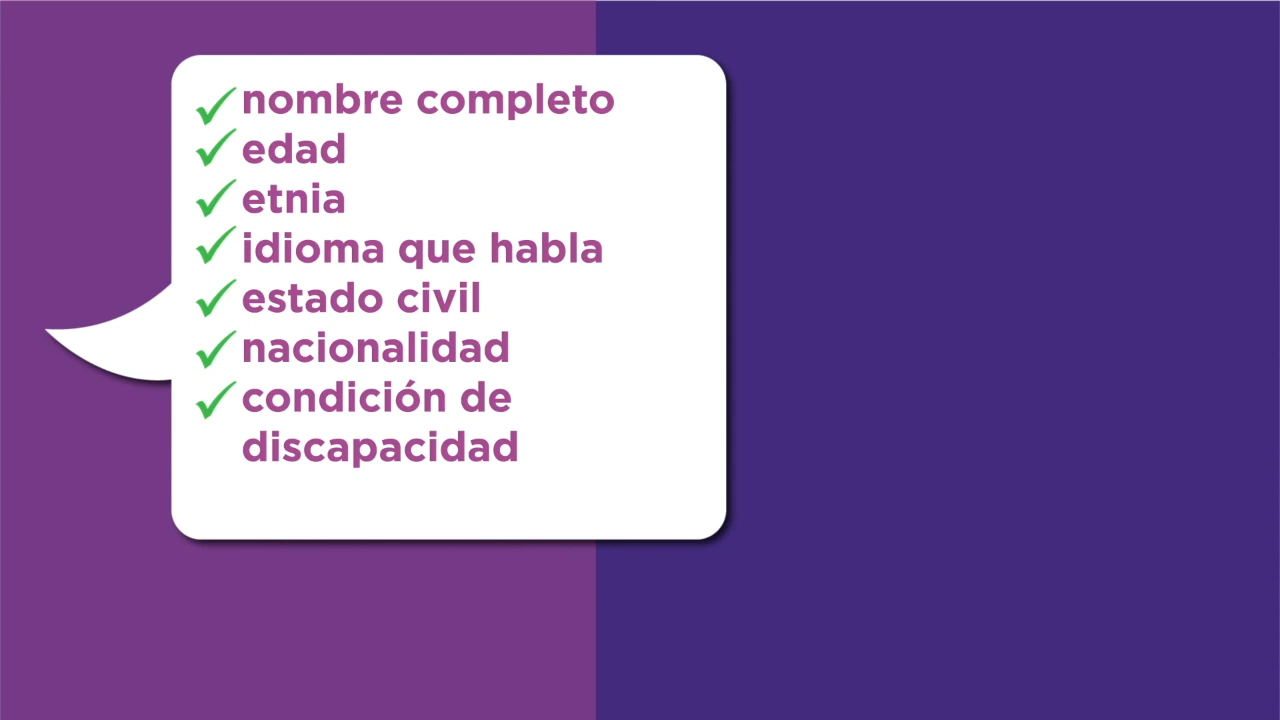 nombre completo
edad
etnia
idioma que habla
estado civil
nacionalidad
condición de
discapacidad